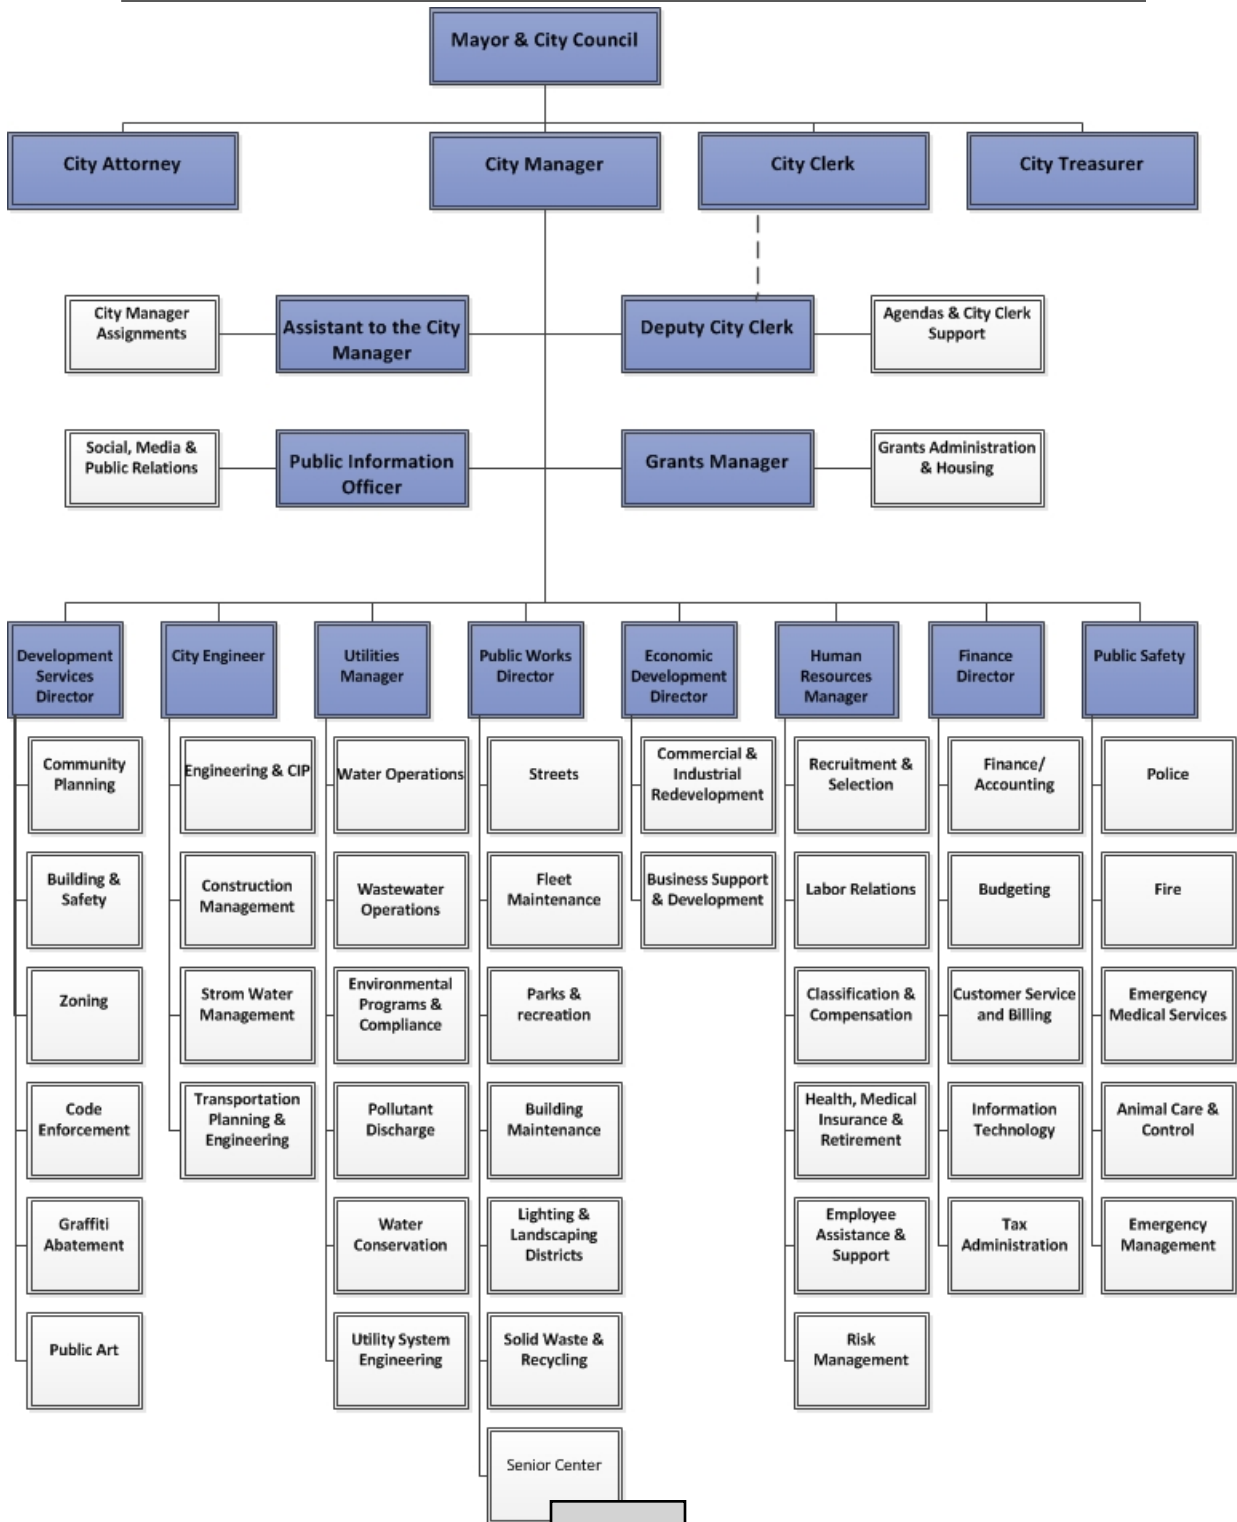 Mayor & City Council
City Attorney
City Manager
City Clerk
City Treasurer
City Manager
Assignments
Assistant to the City
Manager
Deputy City Clerk
Agendas & City Clerk
Support
Social, Media &
Public Relations
Public Information
Officer
Grants Manager
Grants Administration
& Housing
Development
Services
Director
City Engineer
Utilities
Manager
Public Works
Director
Economic
Development
Director
Human
Resources
Manager
Finance
Director
Public Safety
Community
Planning
Engineering & CIP
Water Operations
Streets
Commercial &
Industrial
Redevelopment
Recruitment &
Selection
Finance/
Accounting
Police
Building &
Safety
Construction
Management
Wastewater
Operations
Fleet
Maintenance
Business Support
& Development
Labor Relations
Budgeting
Fire
Zoning
Strom Water
Management
Environmental
Programs &
Compliance
Parks &
recreation
Classification &
Compensation
Customer Service
and Billing
Emergency
Medical Services
Code
Enforcement
Transportation
Planning &
Engineering
Pollutant
Discharge
Building
Maintenance
Health, Medical
Insurance &
Retirement
Information
Technology
Animal Care &
Control
Graffiti
Abatement
Water
Conservation
Lighting &
Landscaping
Districts
Employee
Assistance &
Support
Tax
Administration
Emergency
Management
Public Art
Utility System
Engineering
Solid Waste &
Recycling
Risk
Management
Senior Center